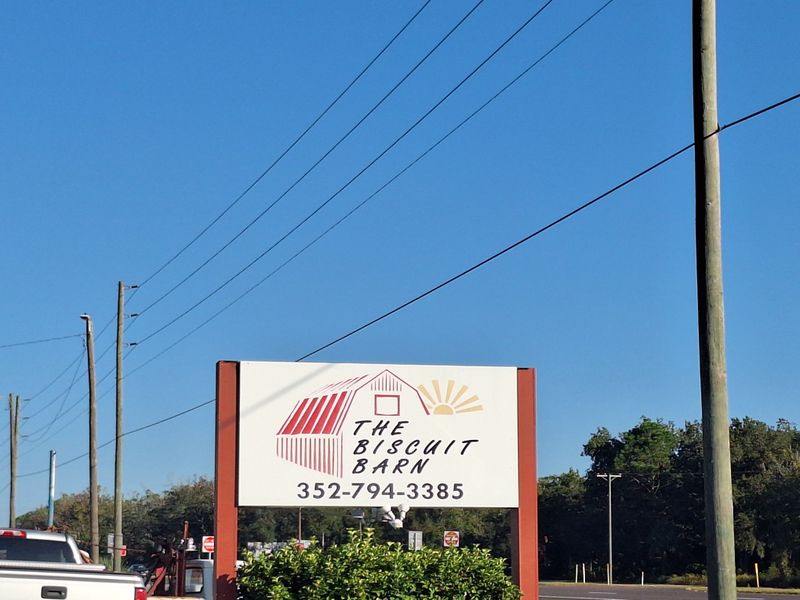 THE
BISCUIT
BARN
352-794-3385